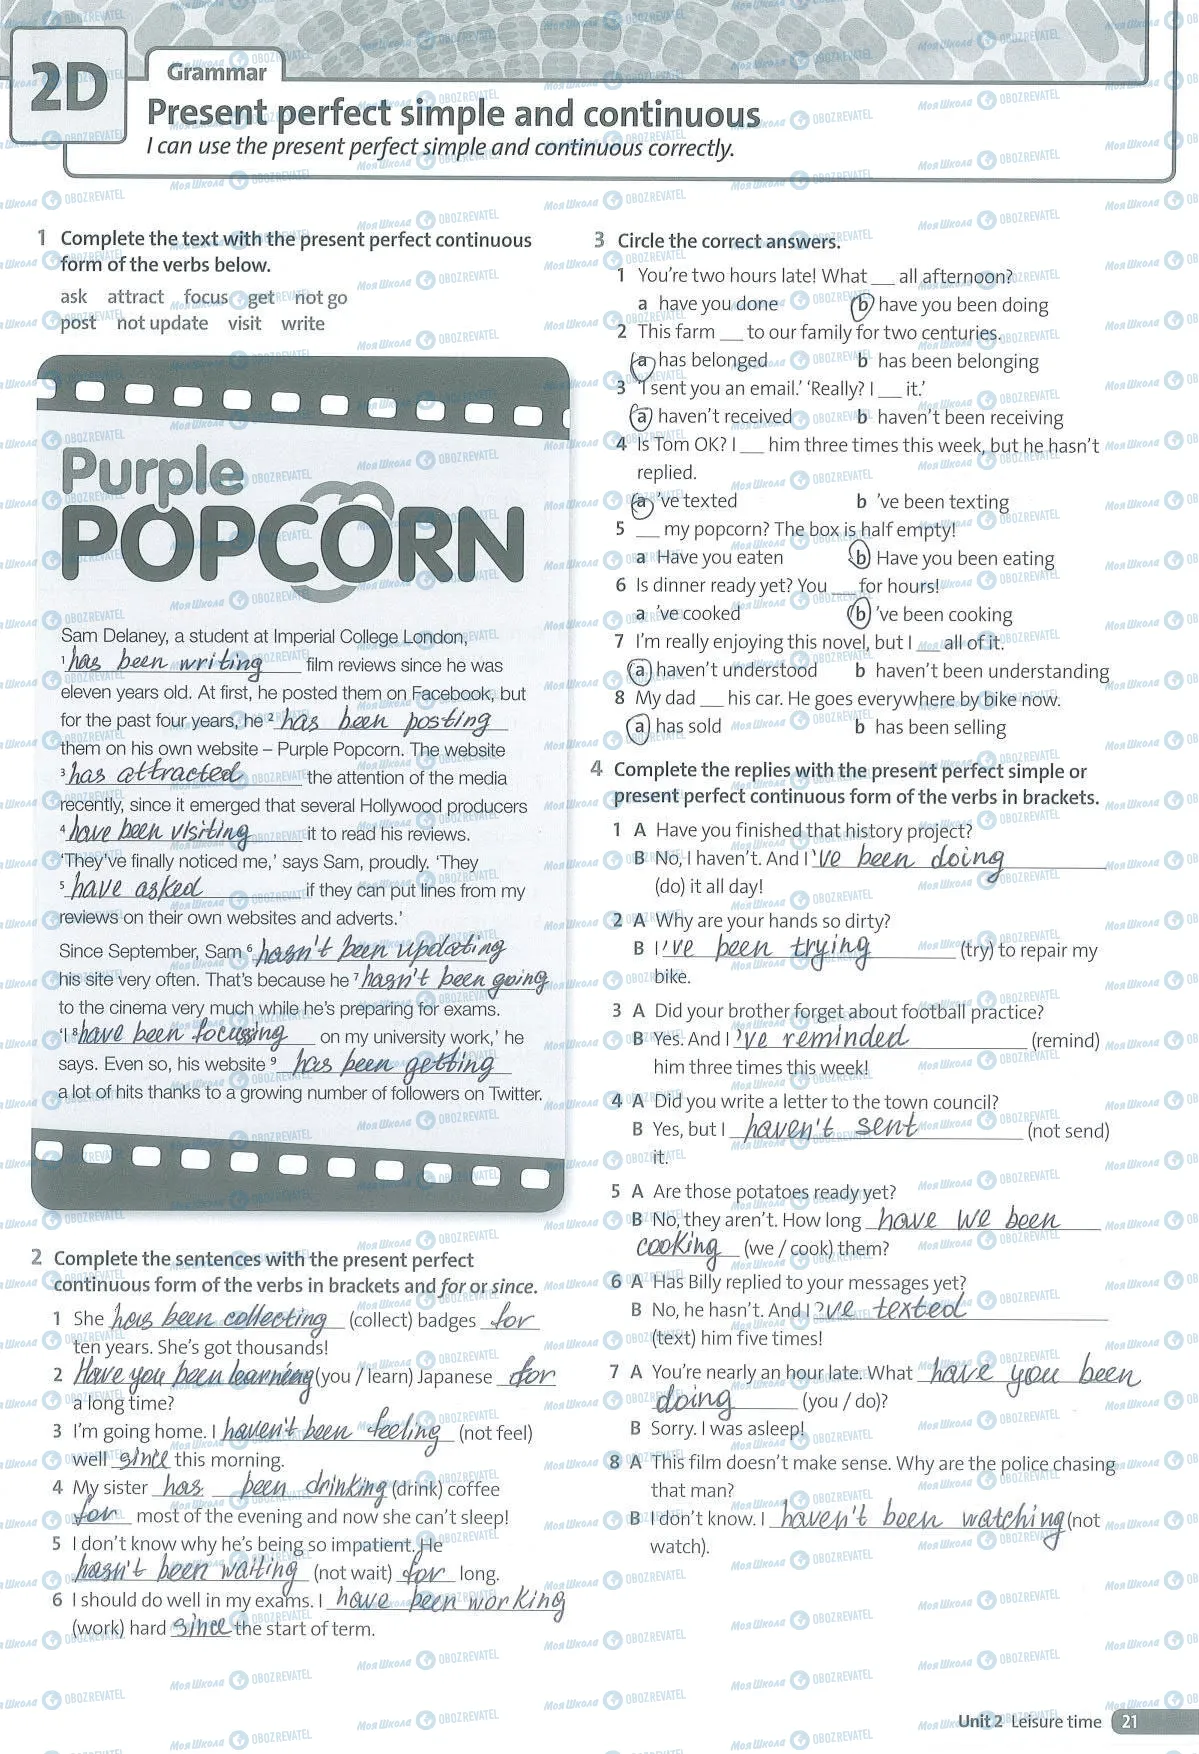 2D
Grammar
Present perfect simple and continuous
I can use the present perfect simple and continuous correctly.
1 Complete the text with the present perfect continuous
form of the verbs below.
ask attract focus get not go
post not update visit write
Purple
POPCORN
Sam Delaney, a student at Imperial College London,
1 has been writing film reviews since he was
eleven years old. At first, he posted them on Facebook, but
for the past four years, he 2 has been posting
them on his own website – Purple Popcorn. The website
3 has attracted the attention of the media
recently, since it emerged that several Hollywood producers
4 have been visiting it to read his reviews.
'They've finally noticed me,' says Sam, proudly. 'They
5 have asked if they can put lines from my
reviews on their own websites and adverts.'
Since September, Sam 6 hasn't been updating
his site very often. That's because he 7 hasn't been going
to the cinema very much while he's preparing for exams.
'I 8 have been focusing on my university work,' he
says. Even so, his website 9 has been getting
a lot of hits thanks to a growing number of followers on Twitter.
2 Complete the sentences with the present perfect
continuous form of the verbs in brackets and for or since.
1 She has been collecting (collect) badges for
ten years. She's got thousands!
2 Have you been learning (you / learn) Japanese for
a long time?
3 I'm going home. I haven't been feeling (not feel)
well since this morning.
4 My sister has been drinking (drink) coffee
for most of the evening and now she can't sleep!
5 I don't know why he's being so impatient. He
hasn't been waiting (not wait) for long.
6 I should do well in my exams. I have been working
(work) hard since the start of term.
3 Circle the correct answers.
1 You're two hours late! What ___ all afternoon?
a have you done b have you been doing
2 This farm ___ to our family for two centuries.
a has belonged b has been belonging
3 'I sent you an email.' 'Really? I ___ it.'
a haven't received b haven't been receiving
4 Is Tom OK? I ___ him three times this week, but he hasn't
replied.
a 've texted b 've been texting
5 ___ my popcorn? The box is half empty!
a Have you eaten b Have you been eating
6 Is dinner ready yet? You ___ for hours!
a 've cooked b 've been cooking
7 I'm really enjoying this novel, but I ___ all of it.
a haven't understood b haven't been understanding
8 My dad ___ his car. He goes everywhere by bike now.
a has sold b has been selling
4 Complete the replies with the present perfect simple or
present perfect continuous form of the verbs in brackets.
1 A Have you finished that history project?
B No, I haven't. And I 've been doing
(do) it all day!
2 A Why are your hands so dirty?
B I 've been trying (try) to repair my
bike.
3 A Did your brother forget about football practice?
B Yes. And I 've reminded (remind)
him three times this week!
4 A Did you write a letter to the town council?
B Yes, but I haven't sent (not send)
it.
5 A Are those potatoes ready yet?
B No, they aren't. How long have we been
cooking (we / cook) them?
6 A Has Billy replied to your messages yet?
B No, he hasn't. And I 've texted
(text) him five times!
7 A You're nearly an hour late. What have you been
doing (you / do)?
B Sorry. I was asleep!
8 A This film doesn't make sense. Why are the police chasing
that man?
B I don't know. I haven't been watching (not
watch).
Unit 2 Leisure time 21
Моя Школа OBOZREVATEL